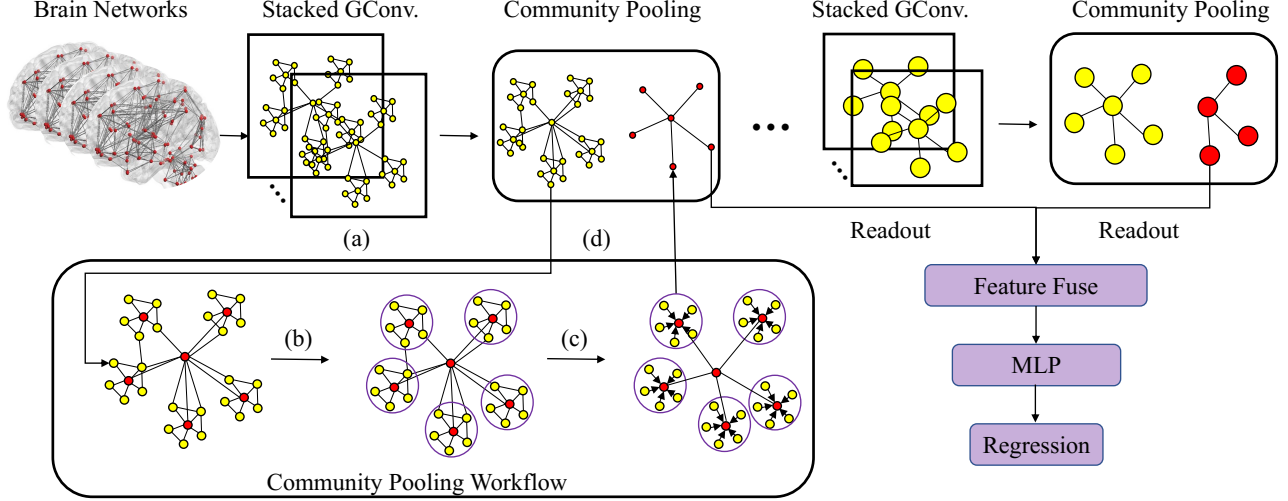 Brain Networks
Stacked GConv.
Community Pooling
Stacked GConv.
Community Pooling
(a)
(d)
Readout
Readout
(b)
(c)
Feature Fuse
MLP
Regression
Community Pooling Workflow